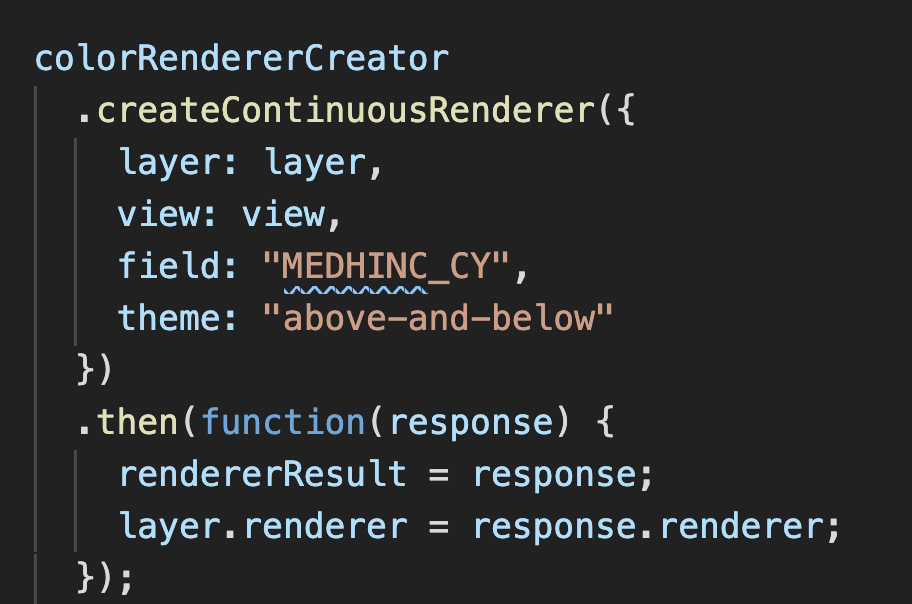 colorRendererCreator
.createContinuousRenderer({
layer: layer,
view: view,
field: "MEDHINC_CY",
theme: "above-and-below"
})
.then(function(response) {
rendererResult = response;
layer.renderer = response.renderer;
});